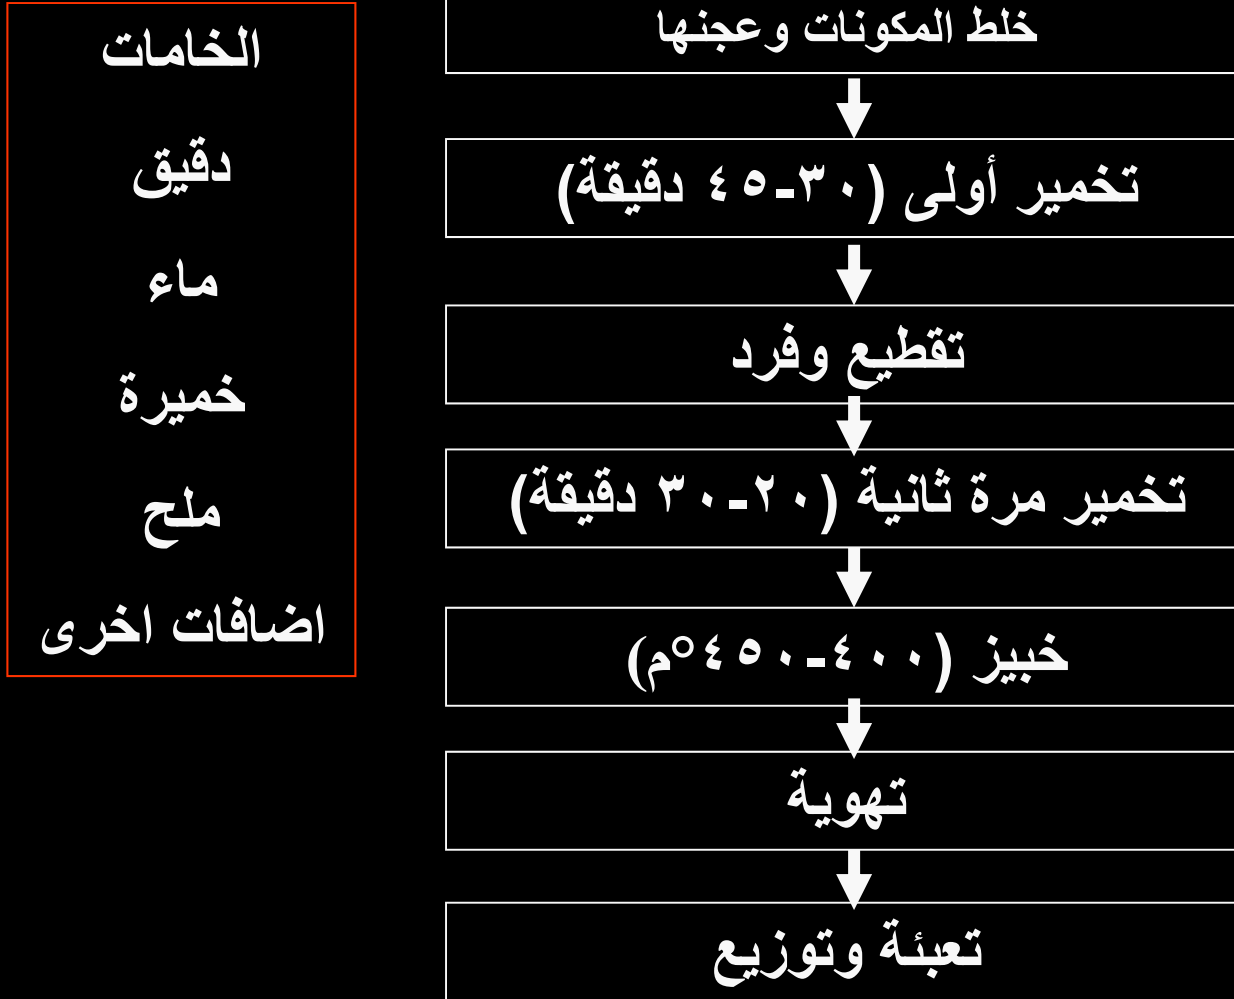 الخامات
دقيق
ماء
خميرة
ملح
اضافات اخرى
خلط المكونات وعجنها
تخمير أولى (٣٠-٤٥ دقيقة)
تقطيع وفرد
تخمير مرة ثانية (٢٠-٣٠ دقيقة)
خبيز (٤٠٠-٤٥٠°م)
تهوية
تعبئة وتوزيع